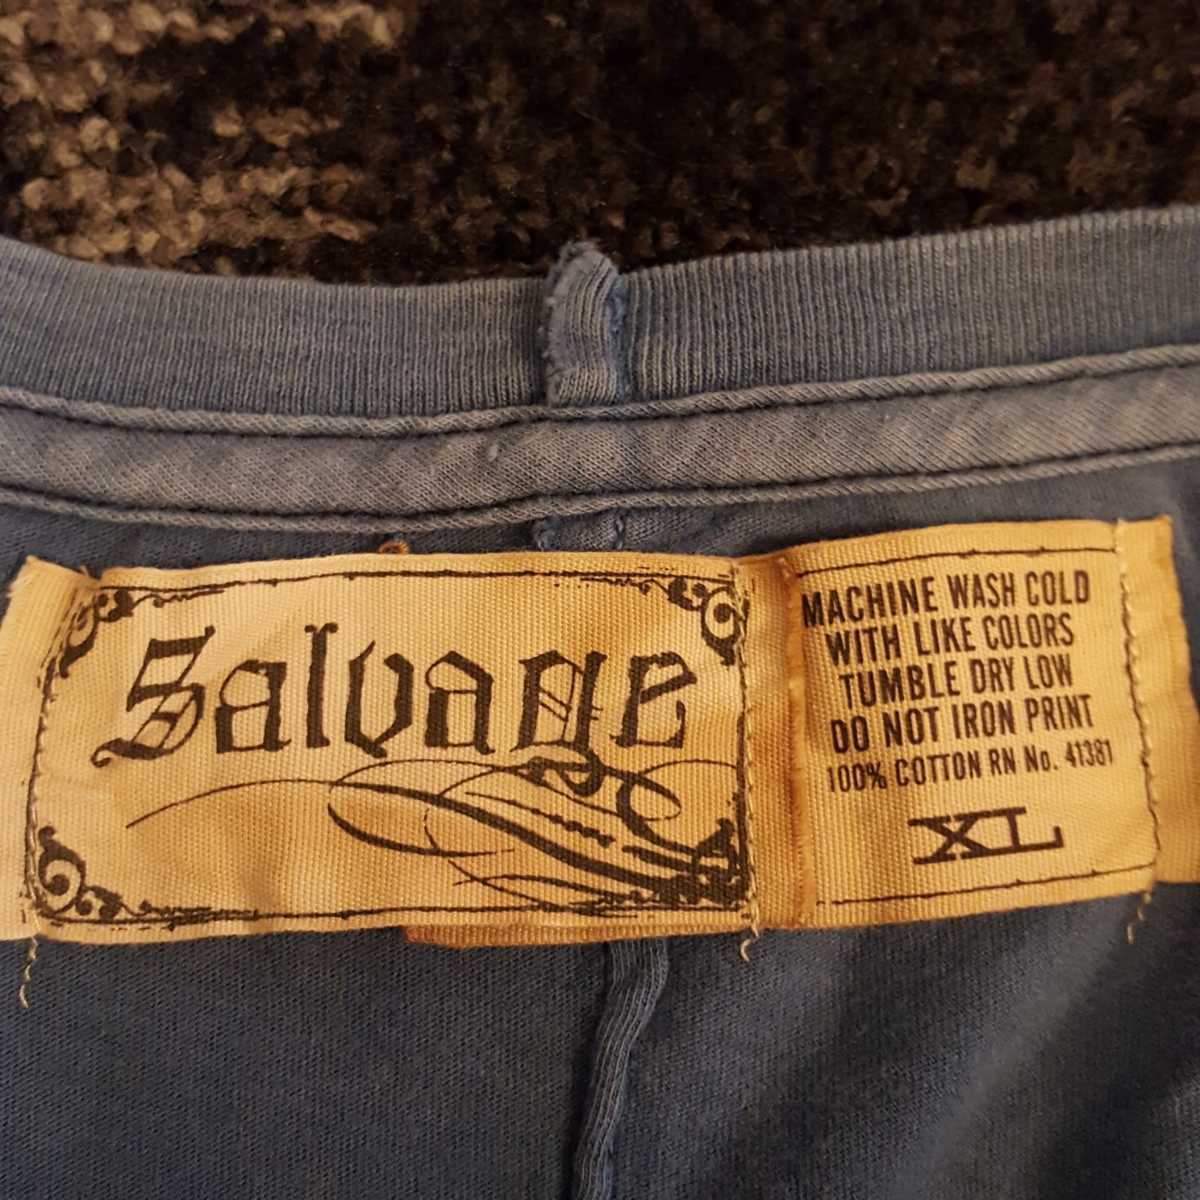 Salvage
MACHINE WASH COLD
WITH LIKE COLORS
TUMBLE DRY LOW
DO NOT IRON PRINT
100% COTTON RN No. 41381
XL